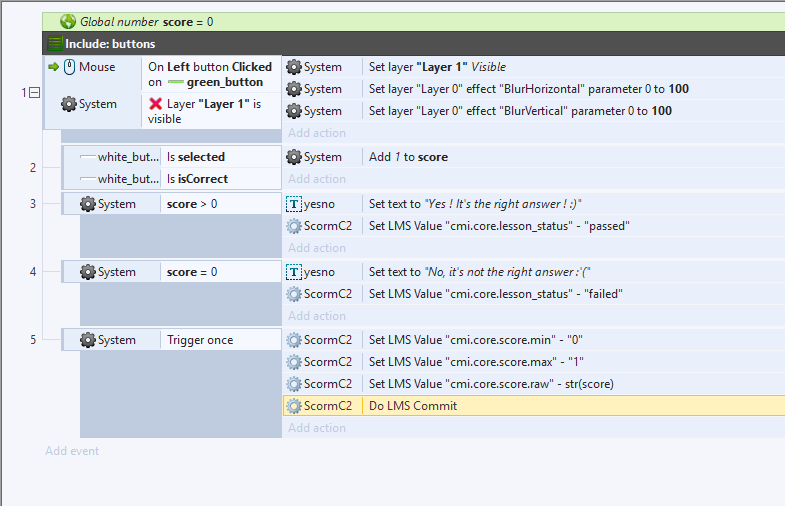 Global number score = 0
Include: buttons
1
Mouse On Left button Clicked on green_button
System Layer "Layer 1" is visible
System Set layer "Layer 1" Visible
System Set layer "Layer 0" effect "BlurHorizontal" parameter 0 to 100
System Set layer "Layer 0" effect "BlurVertical" parameter 0 to 100
Add action
2
white_but... Is selected
white_but... Is isCorrect
System Add 1 to score
Add action
3
System score > 0
yesno Set text to "Yes ! It's the right answer ! :)"
ScormC2 Set LMS Value "cmi.core.lesson_status" - "passed"
Add action
4
System score = 0
yesno Set text to "No, it's not the right answer :'("
ScormC2 Set LMS Value "cmi.core.lesson_status" - "failed"
Add action
5
System Trigger once
ScormC2 Set LMS Value "cmi.core.score.min" - "0"
ScormC2 Set LMS Value "cmi.core.score.max" - "1"
ScormC2 Set LMS Value "cmi.core.score.raw" - str(score)
ScormC2 Do LMS Commit
Add action
Add event